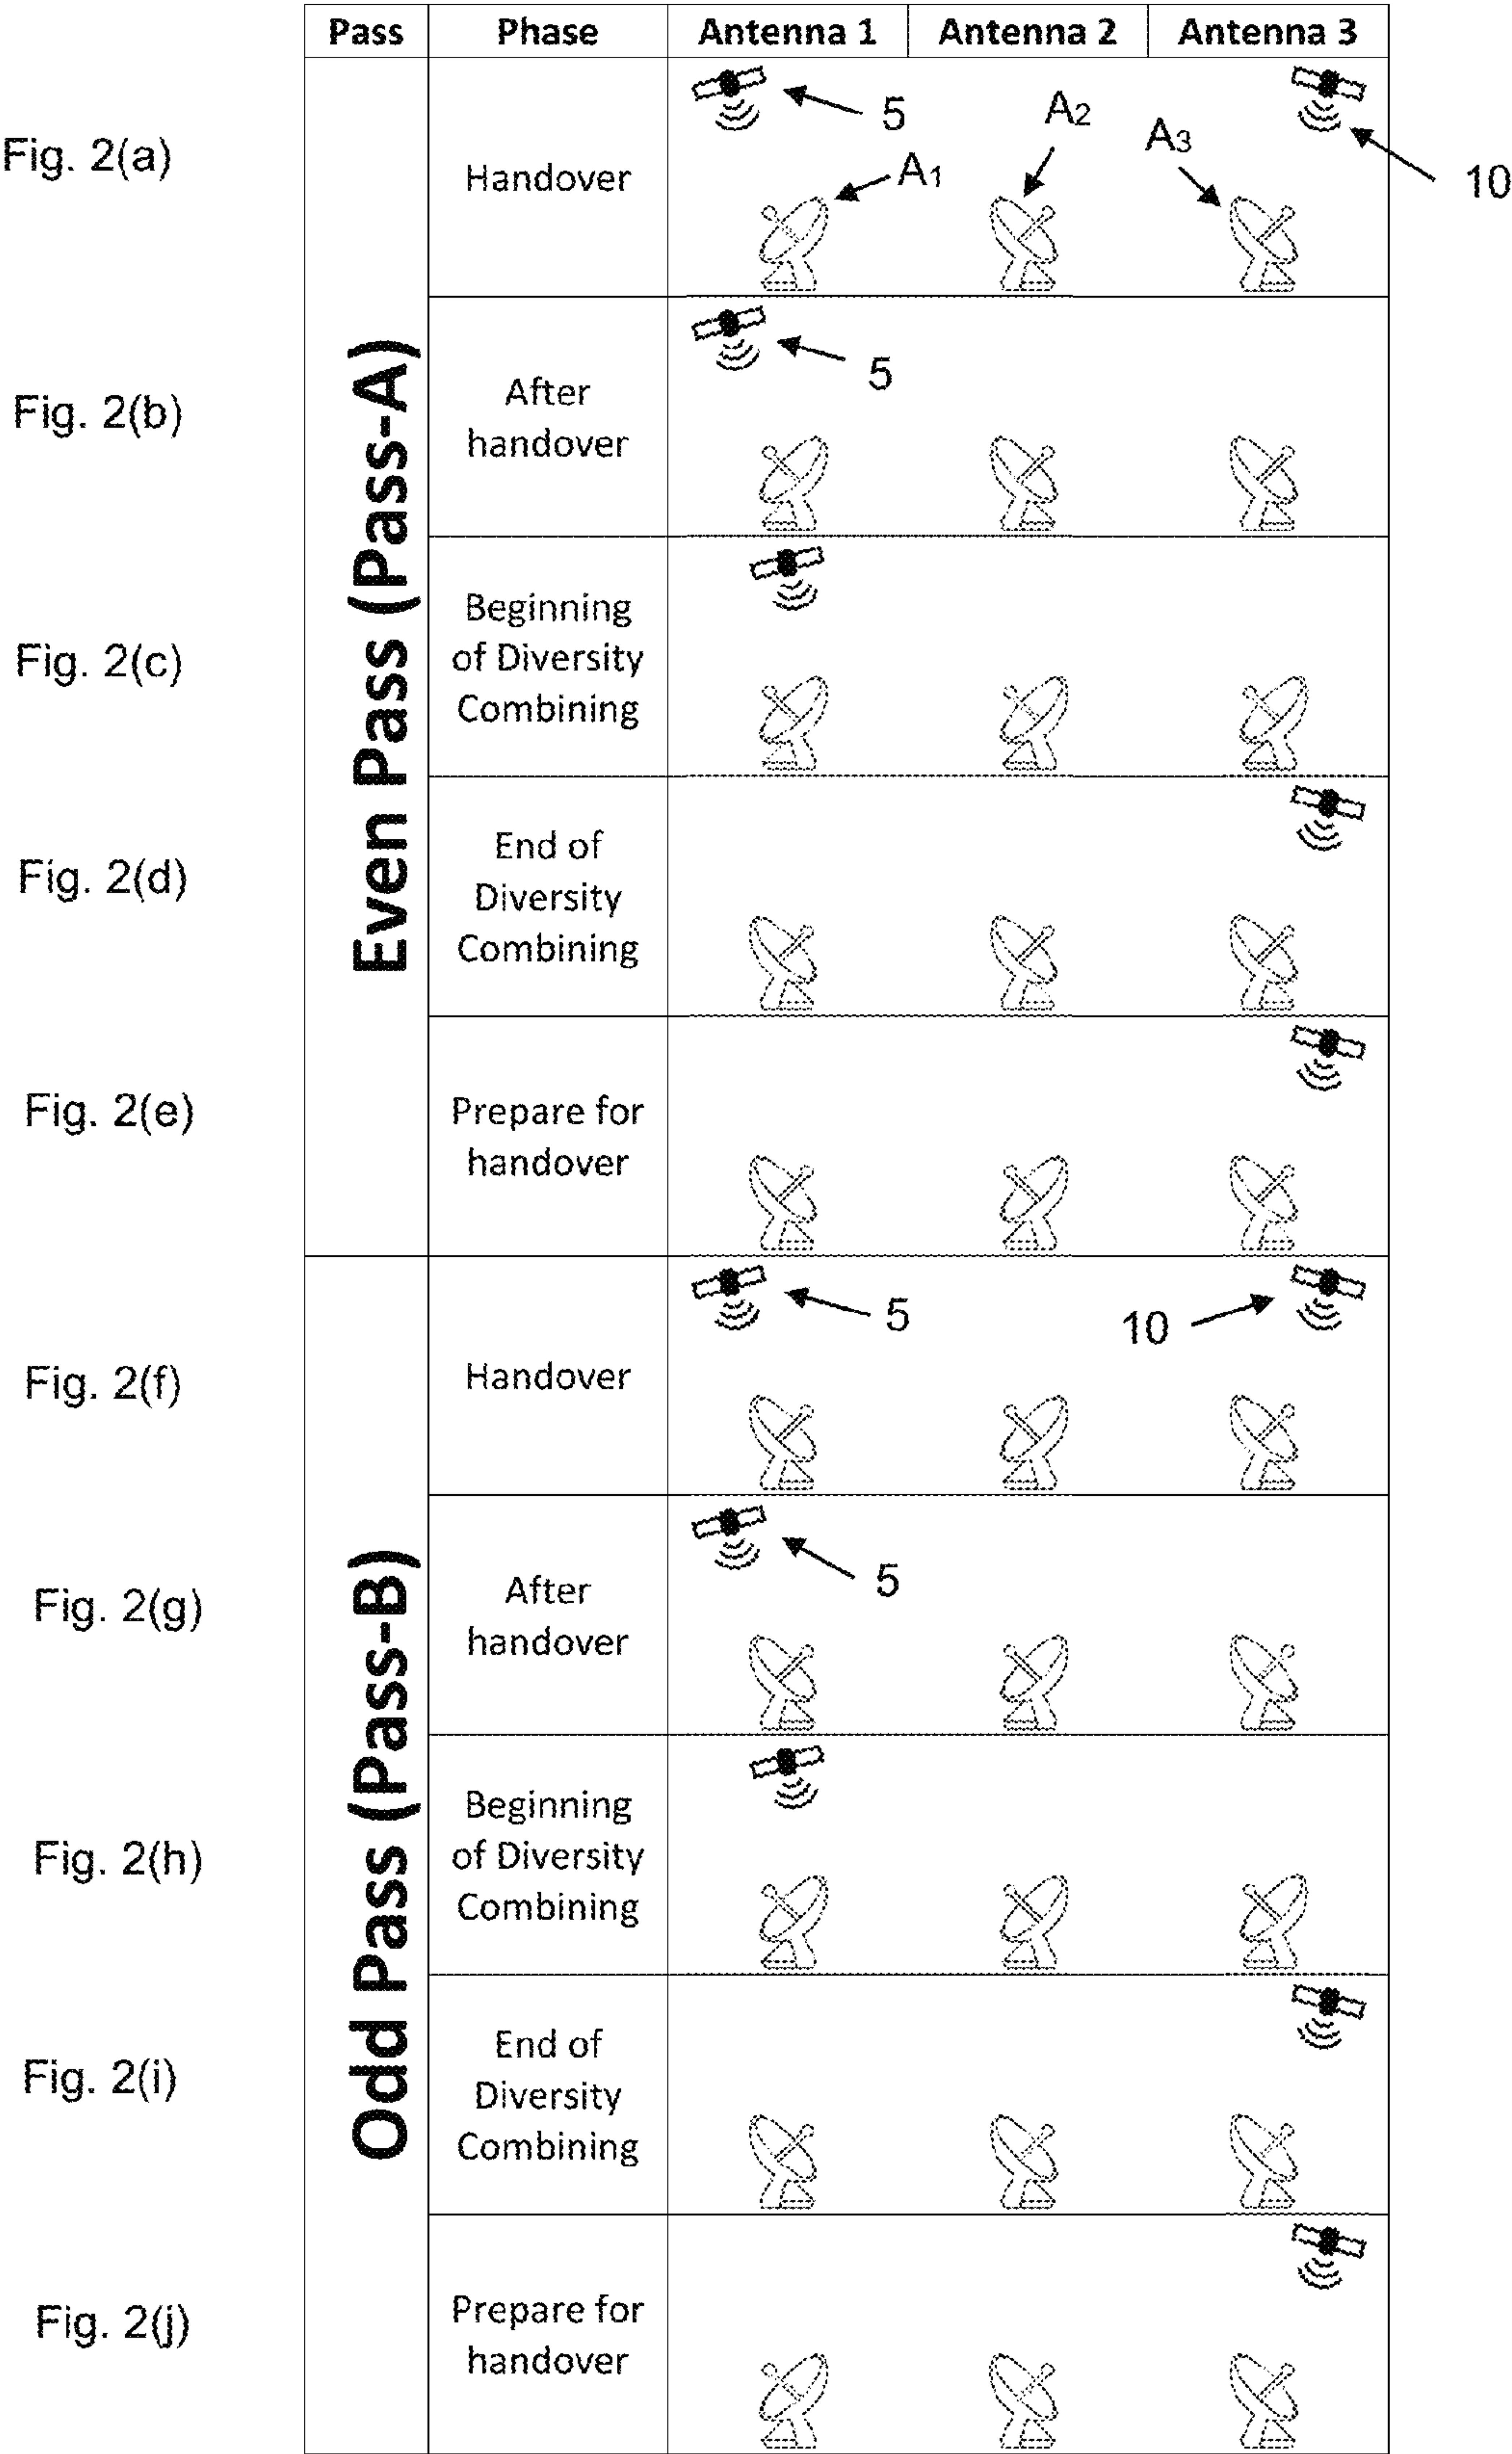 Pass Phase Antenna 1 Antenna 2 Antenna 3
Even Pass (Pass-A)
Fig. 2(a)
Handover
5
A1
A2
A3
10
Fig. 2(b)
After
handover
5
Fig. 2(c)
Beginning
of Diversity
Combining
Fig. 2(d)
End of
Diversity
Combining
Fig. 2(e)
Prepare for
handover
Odd Pass (Pass-B)
Fig. 2(f)
Handover
5
10
Fig. 2(g)
After
handover
5
Fig. 2(h)
Beginning
of Diversity
Combining
Fig. 2(i)
End of
Diversity
Combining
Fig. 2(j)
Prepare for
handover